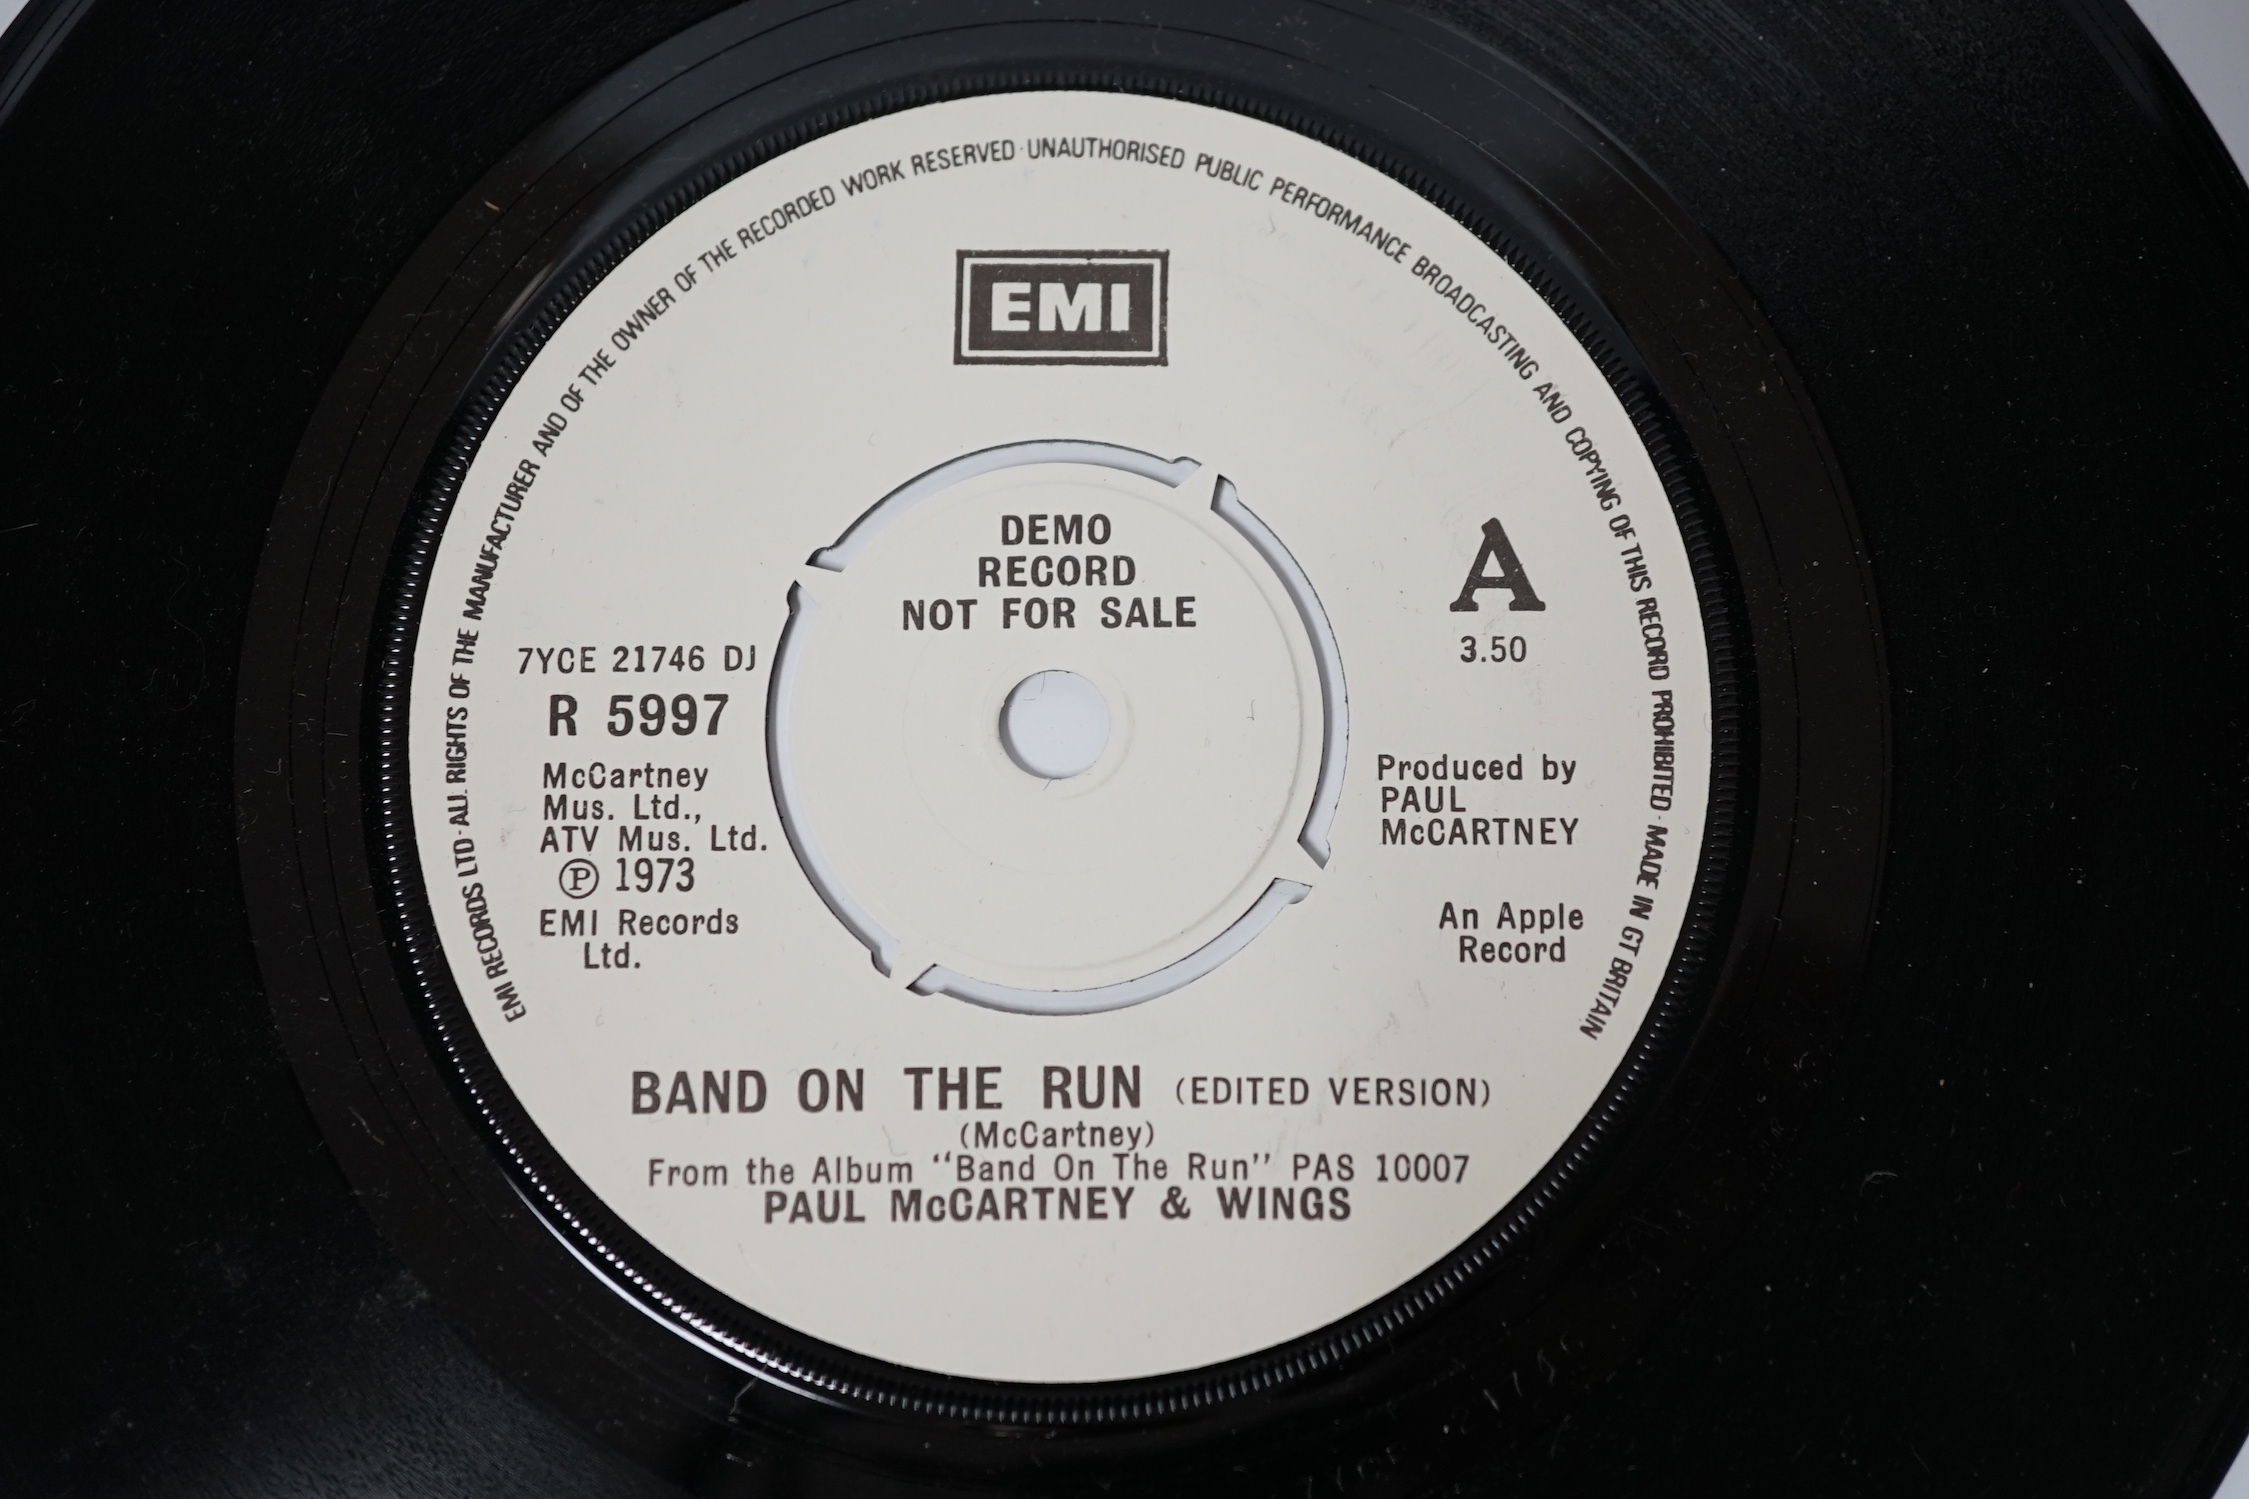 EMI RECORDS LTD · ALL RIGHTS OF THE MANUFACTURER AND OF THE OWNER OF THE RECORDED WORK RESERVED · UNAUTHORISED PUBLIC PERFORMANCE BROADCASTING AND COPYING OF THIS RECORD PROHIBITED · MADE IN GT BRITAIN
EMI
DEMO
RECORD
NOT FOR SALE
A
3.50
7YCE 21746 DJ
R 5997
McCartney
Mus. Ltd.,
ATV Mus. Ltd.
Ⓟ 1973
EMI Records
Ltd.
Produced by
PAUL
McCARTNEY
An Apple
Record
BAND ON THE RUN (EDITED VERSION)
(McCartney)
From the Album “Band On The Run” PAS 10007
PAUL McCARTNEY & WINGS